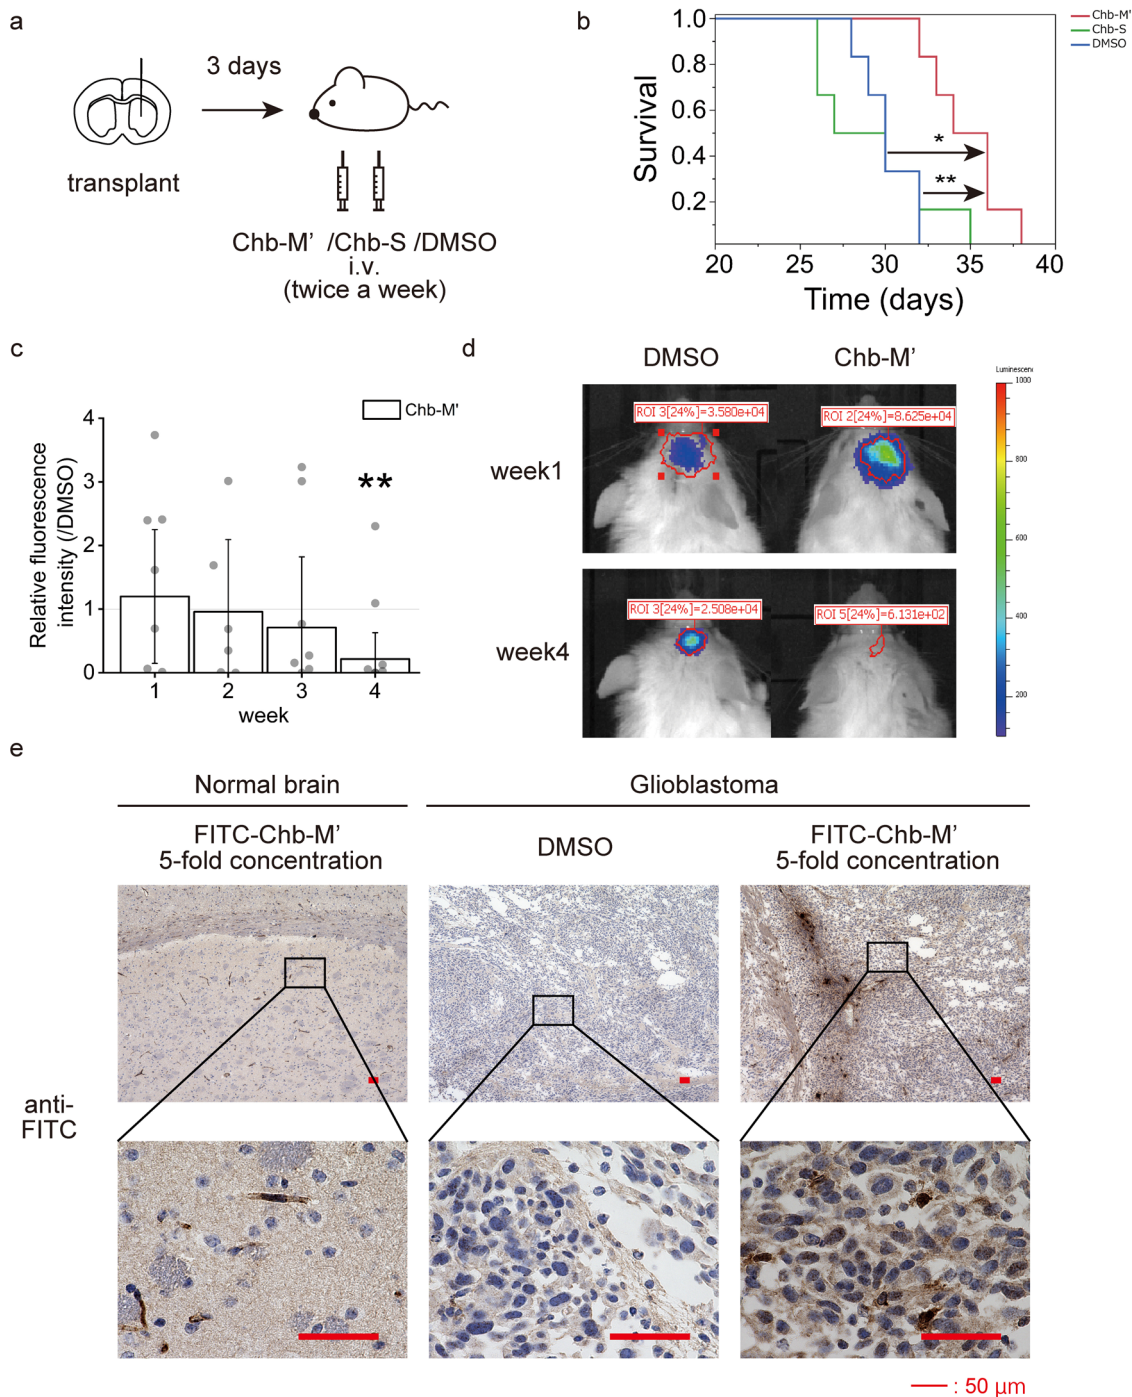 a
3 days
transplant
Chb-M' /Chb-S /DMSO
i.v.
(twice a week)
b
Chb-M'
Chb-S
DMSO
1.0
0.8
0.6
0.4
0.2
*
**
Survival
20
25
30
35
40
Time (days)
c
Chb-M'
4
3
2
1
0
**
Relative fluorescence
intensity (/DMSO)
1
2
3
4
week
d
DMSO
Chb-M'
week1
ROI 3[24%]=3.580e+04
ROI 2[24%]=8.625e+04
week4
ROI 3[24%]=2.508e+04
ROI 5[24%]=6.131e+02
Luminescenc
1000
800
600
400
200
e
Normal brain
Glioblastoma
FITC-Chb-M'
5-fold concentration
DMSO
FITC-Chb-M'
5-fold concentration
anti-
FITC
: 50 µm